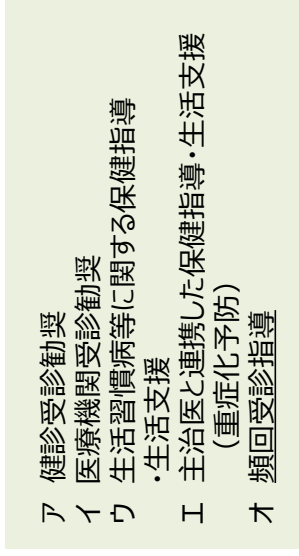 ア 健診受診勧奨
イ 医療機関受診勧奨
ウ 生活習慣病等に関する保健指導
・生活支援
エ 主治医と連携した保健指導・生活支援
（重症化予防）
オ 頻回受診指導